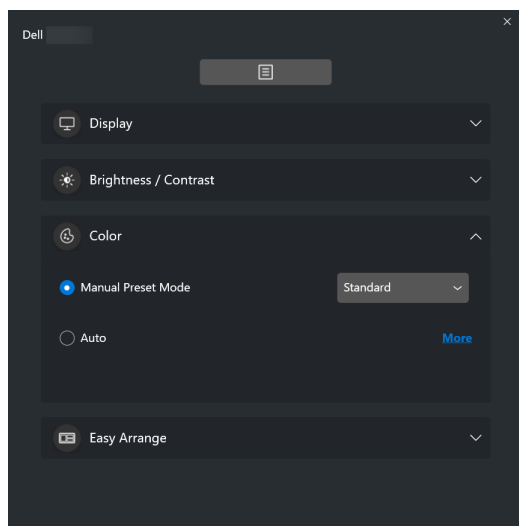 Dell
Display
Brightness / Contrast
Color
Manual Preset Mode Standard
Auto More
Easy Arrange